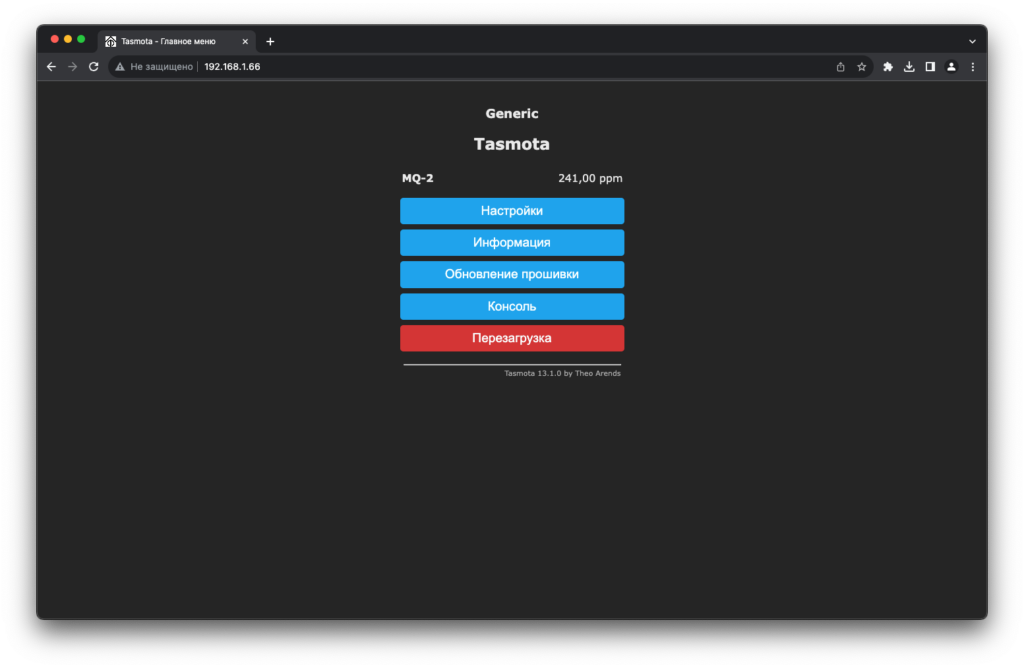 Tasmota - Главное меню
Не защищено 192.168.1.66
Generic
Tasmota
MQ-2 241,00 ppm
Настройки
Информация
Обновление прошивки
Консоль
Перезагрузка
Tasmota 13.1.0 by Theo Arends